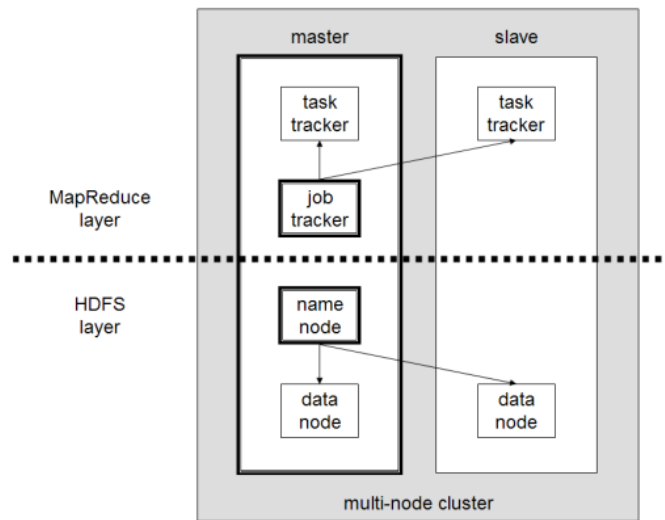 master
slave
task
tracker
task
tracker
MapReduce
layer
job
tracker
HDFS
layer
name
node
data
node
data
node
multi-node cluster